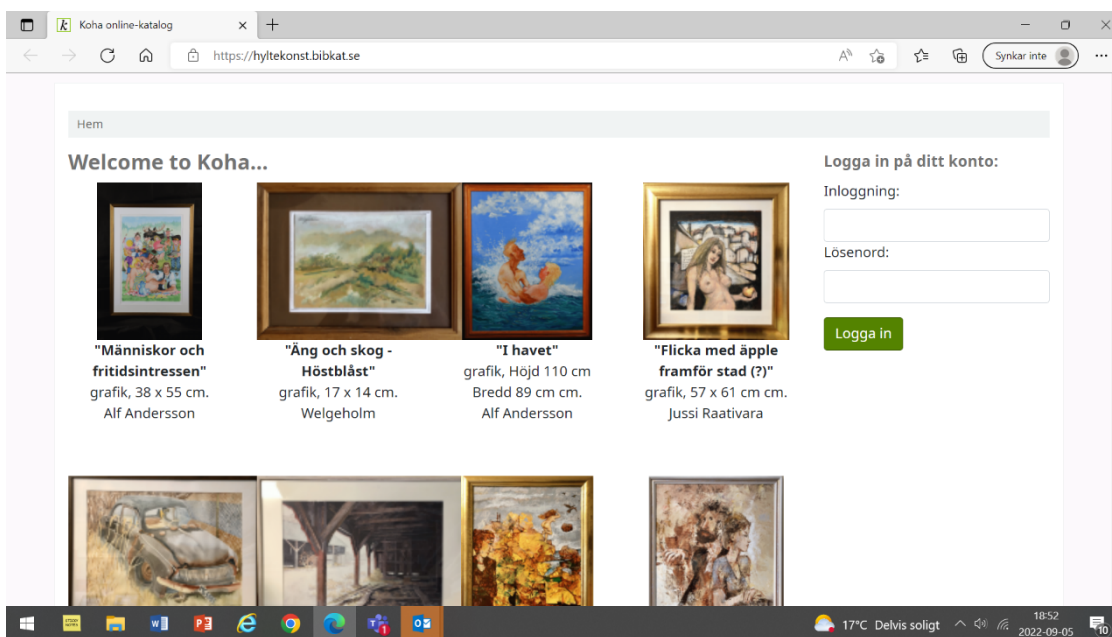 Koha online-katalog
https://hyltekonst.bibkat.se
Synkar inte
Hem
Welcome to Koha...
"Människor och
fritidsintressen"
grafik, 38 x 55 cm.
Alf Andersson
"Äng och skog -
Höstblåst"
grafik, 17 x 14 cm.
Welgeholm
"I havet"
grafik, Höjd 110 cm
Bredd 89 cm cm.
Alf Andersson
"Flicka med äpple
framför stad (?)"
grafik, 57 x 61 cm cm.
Jussi Raativara
Logga in på ditt konto:
Inloggning:
Lösenord:
Logga in
17°C Delvis soligt
18:52
2022-09-05
10